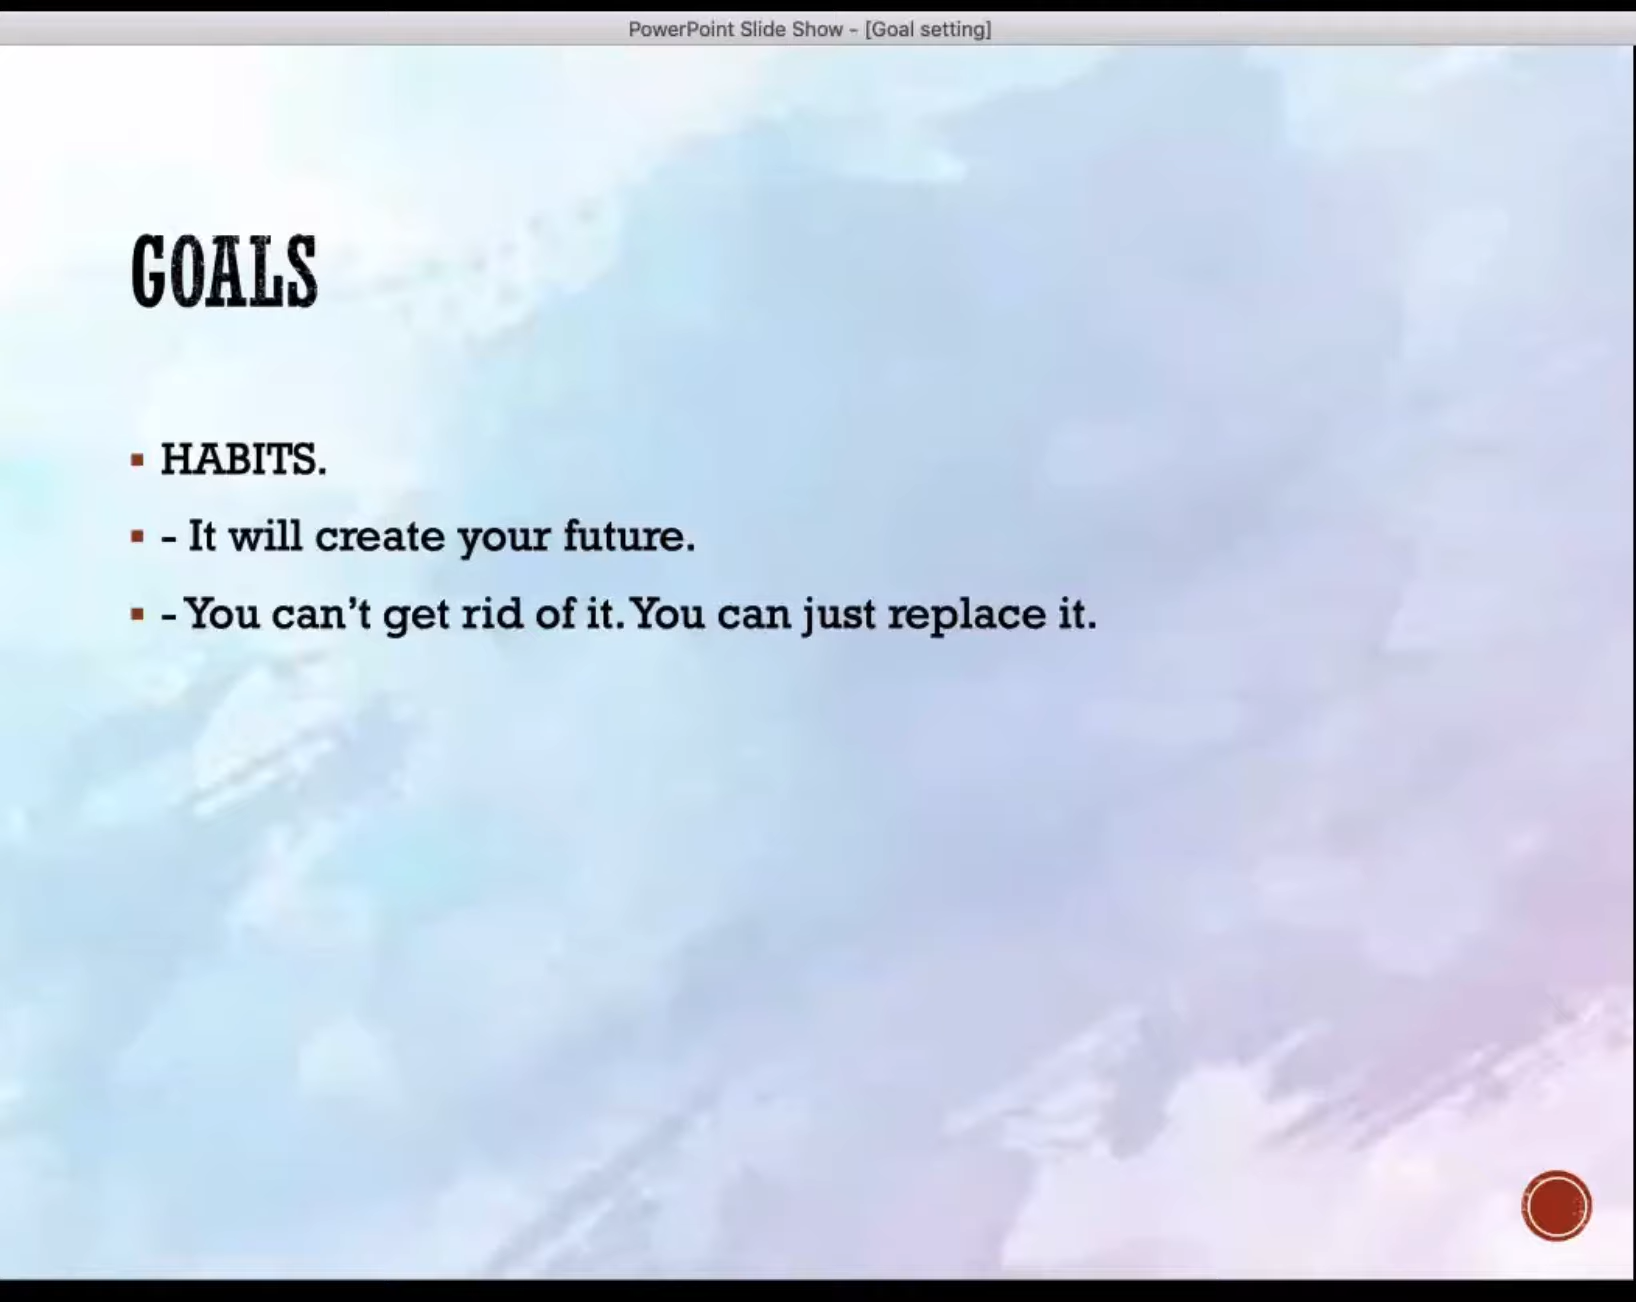 PowerPoint Slide Show - [Goal setting]
GOALS
▪ HABITS.
▪ - It will create your future.
▪ - You can't get rid of it. You can just replace it.